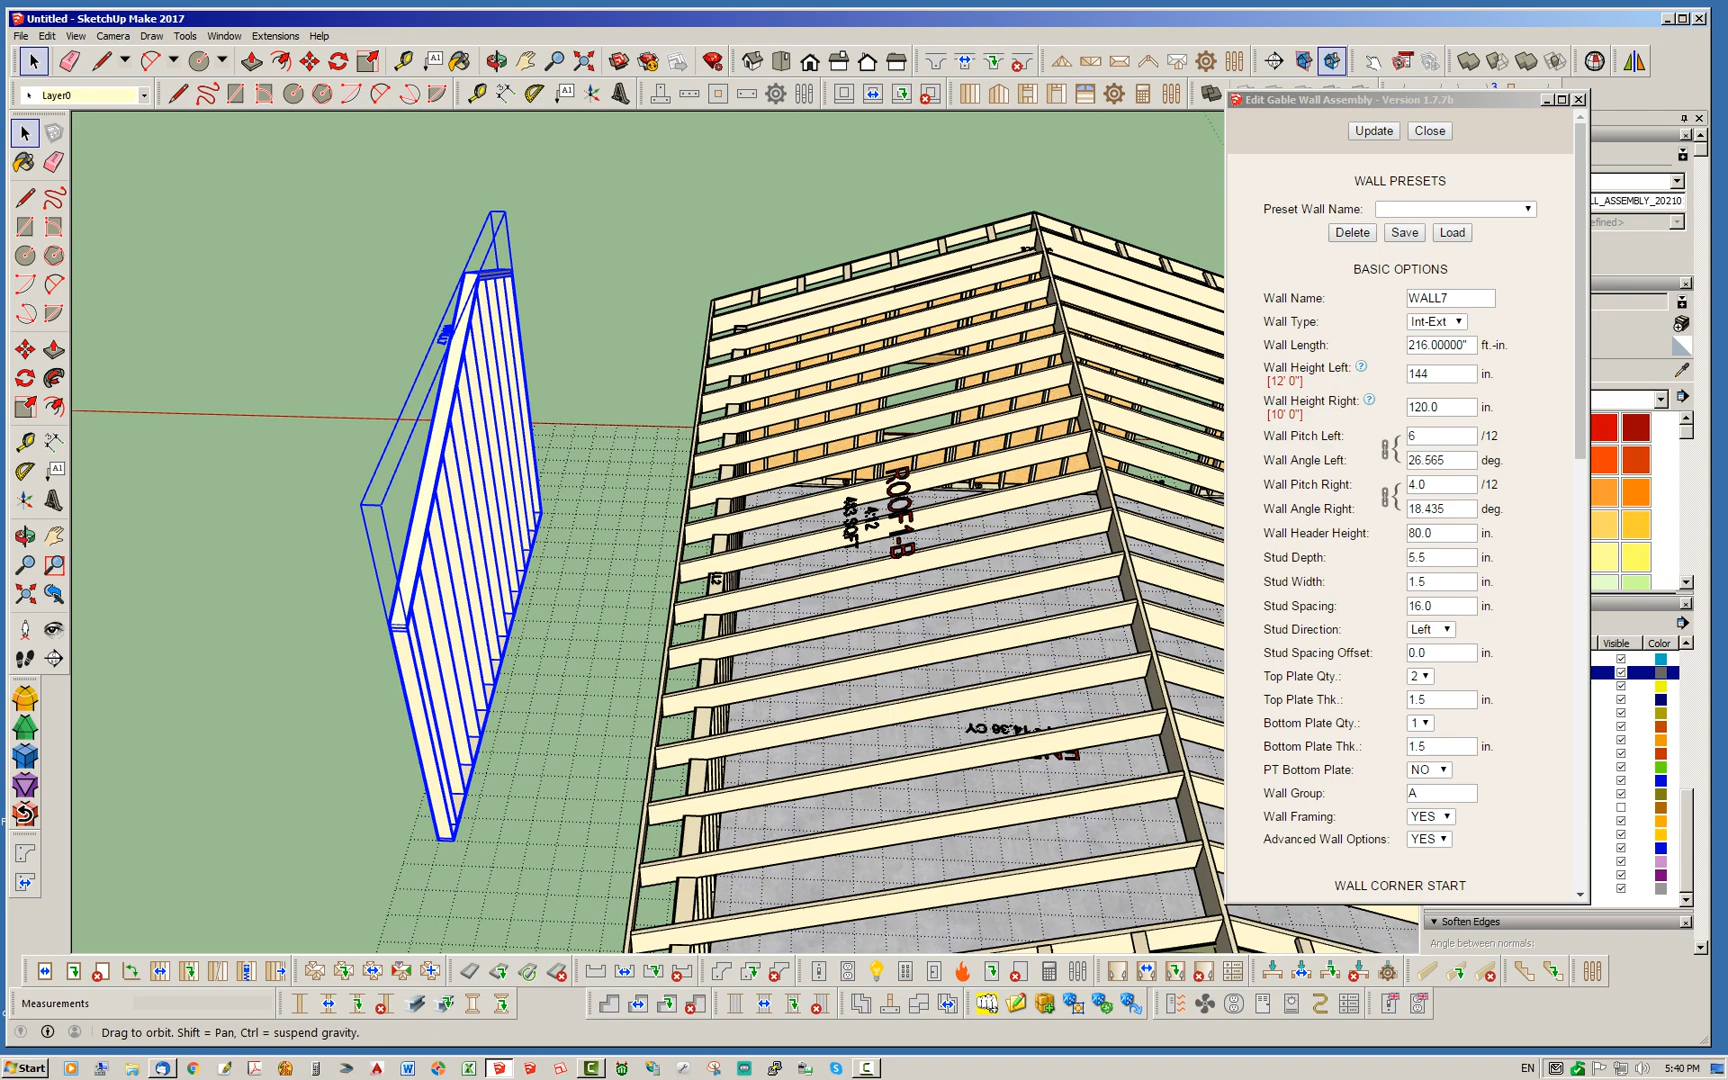 Untitled - SketchUp Make 2017
File Edit View Camera Draw Tools Window Extensions Help
Layer0
Edit Gable Wall Assembly - Version 1.7.7b
Update Close
WALL PRESETS
Preset Wall Name:
Delete Save Load
BASIC OPTIONS
Wall Name: WALL7
Wall Type: Int-Ext
Wall Length: 216.00000" ft.-in.
Wall Height Left: 144 in.
[12' 0"]
Wall Height Right: 120.0 in.
[10' 0"]
Wall Pitch Left: 6 /12
Wall Angle Left: 26.565 deg.
Wall Pitch Right: 4.0 /12
Wall Angle Right: 18.435 deg.
Wall Header Height: 80.0 in.
Stud Depth: 5.5 in.
Stud Width: 1.5 in.
Stud Spacing: 16.0 in.
Stud Direction: Left
Stud Spacing Offset: 0.0 in.
Top Plate Qty.: 2
Top Plate Thk.: 1.5 in.
Bottom Plate Qty.: 1
Bottom Plate Thk.: 1.5 in.
PT Bottom Plate: NO
Wall Group: A
Wall Framing: YES
Advanced Wall Options: YES
WALL CORNER START
LL_ASSEMBLY_20210
Visible Color
Soften Edges
Angle between normals:
ROOF1-B
4:12
443 SQFT
14.36 CY
Measurements
Drag to orbit. Shift = Pan, Ctrl = suspend gravity.
Start
EN
5:40 PM